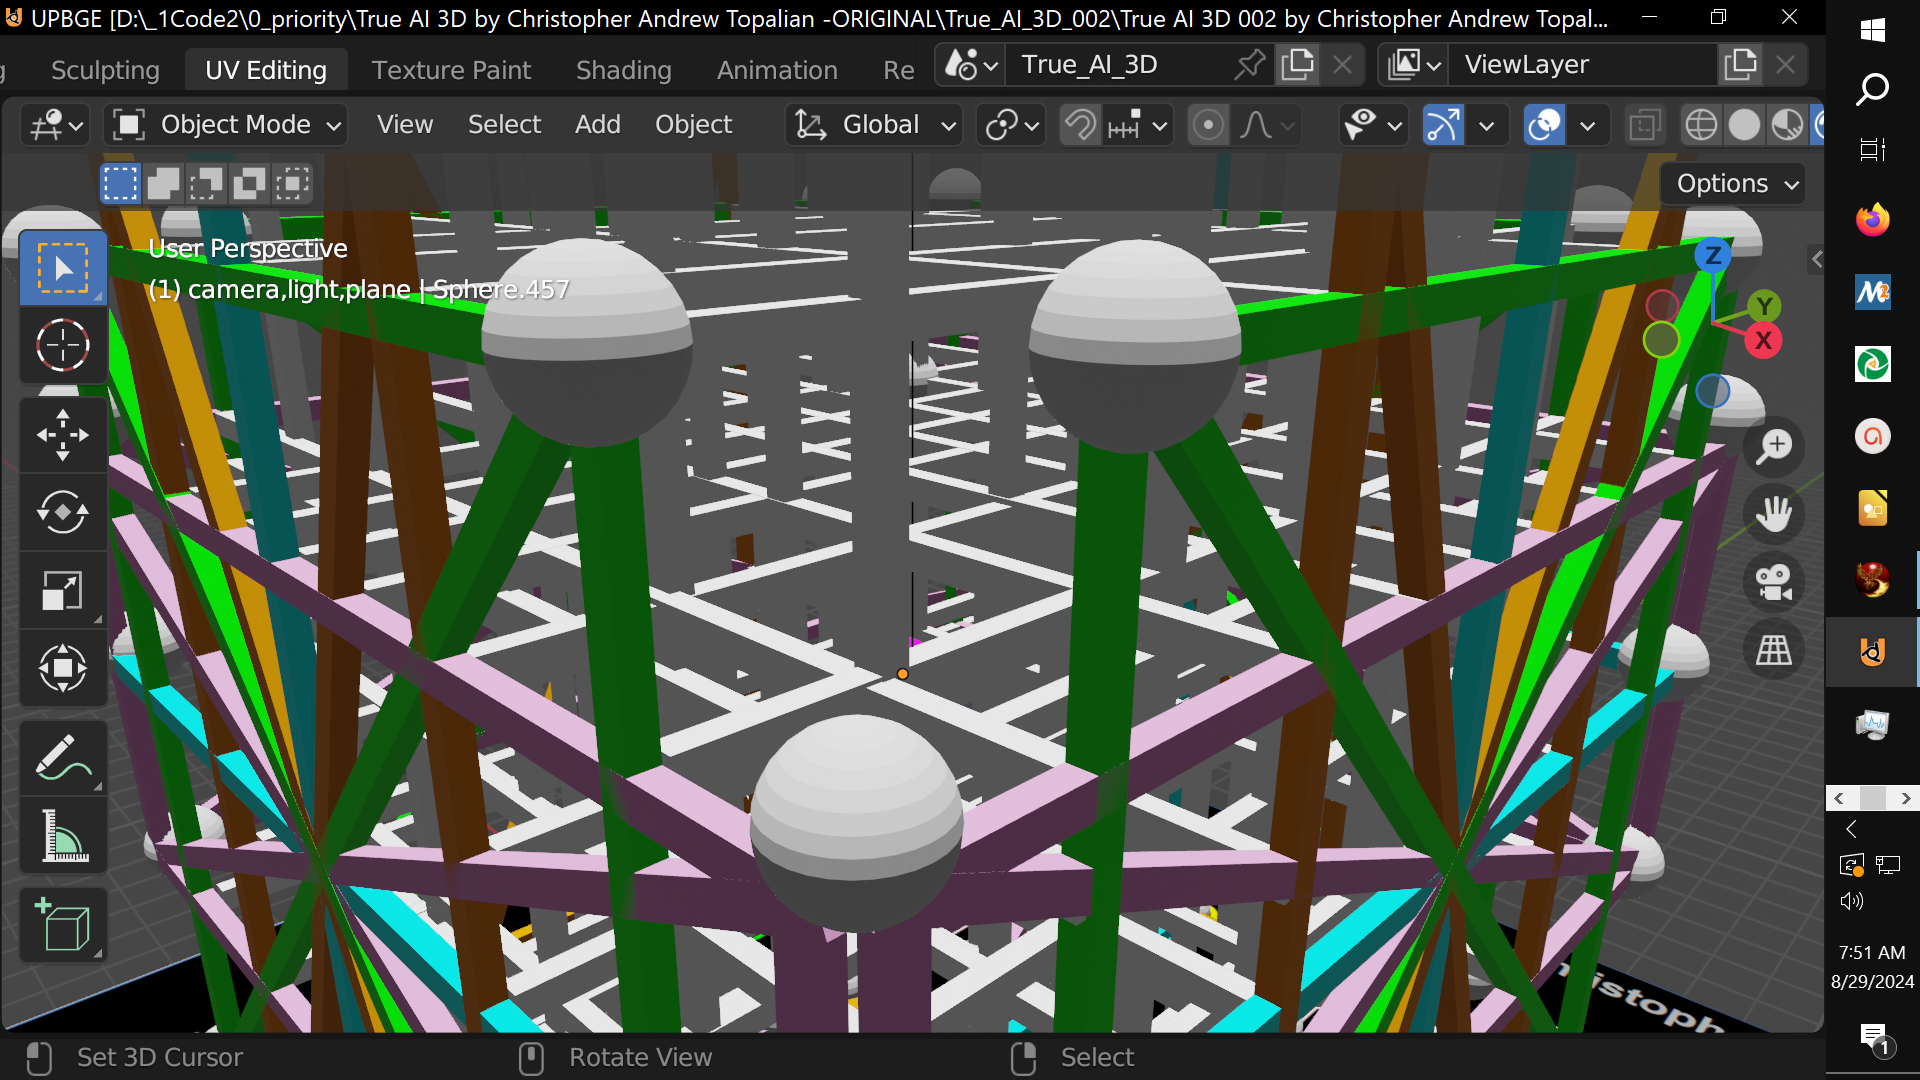 UPBGE [D:\_1Code2\0_priority\True AI 3D by Christopher Andrew Topalian -ORIGINAL\True_AI_3D_002\True AI 3D 002 by Christopher Andrew Topal...
Sculpting UV Editing Texture Paint Shading Animation Re True_AI_3D ViewLayer
Object Mode View Select Add Object Global
Options
User Perspective
(1) camera,light,plane | Sphere.457
Z
Y
X
7:51 AM
8/29/2024
1
Set 3D Cursor Rotate View Select